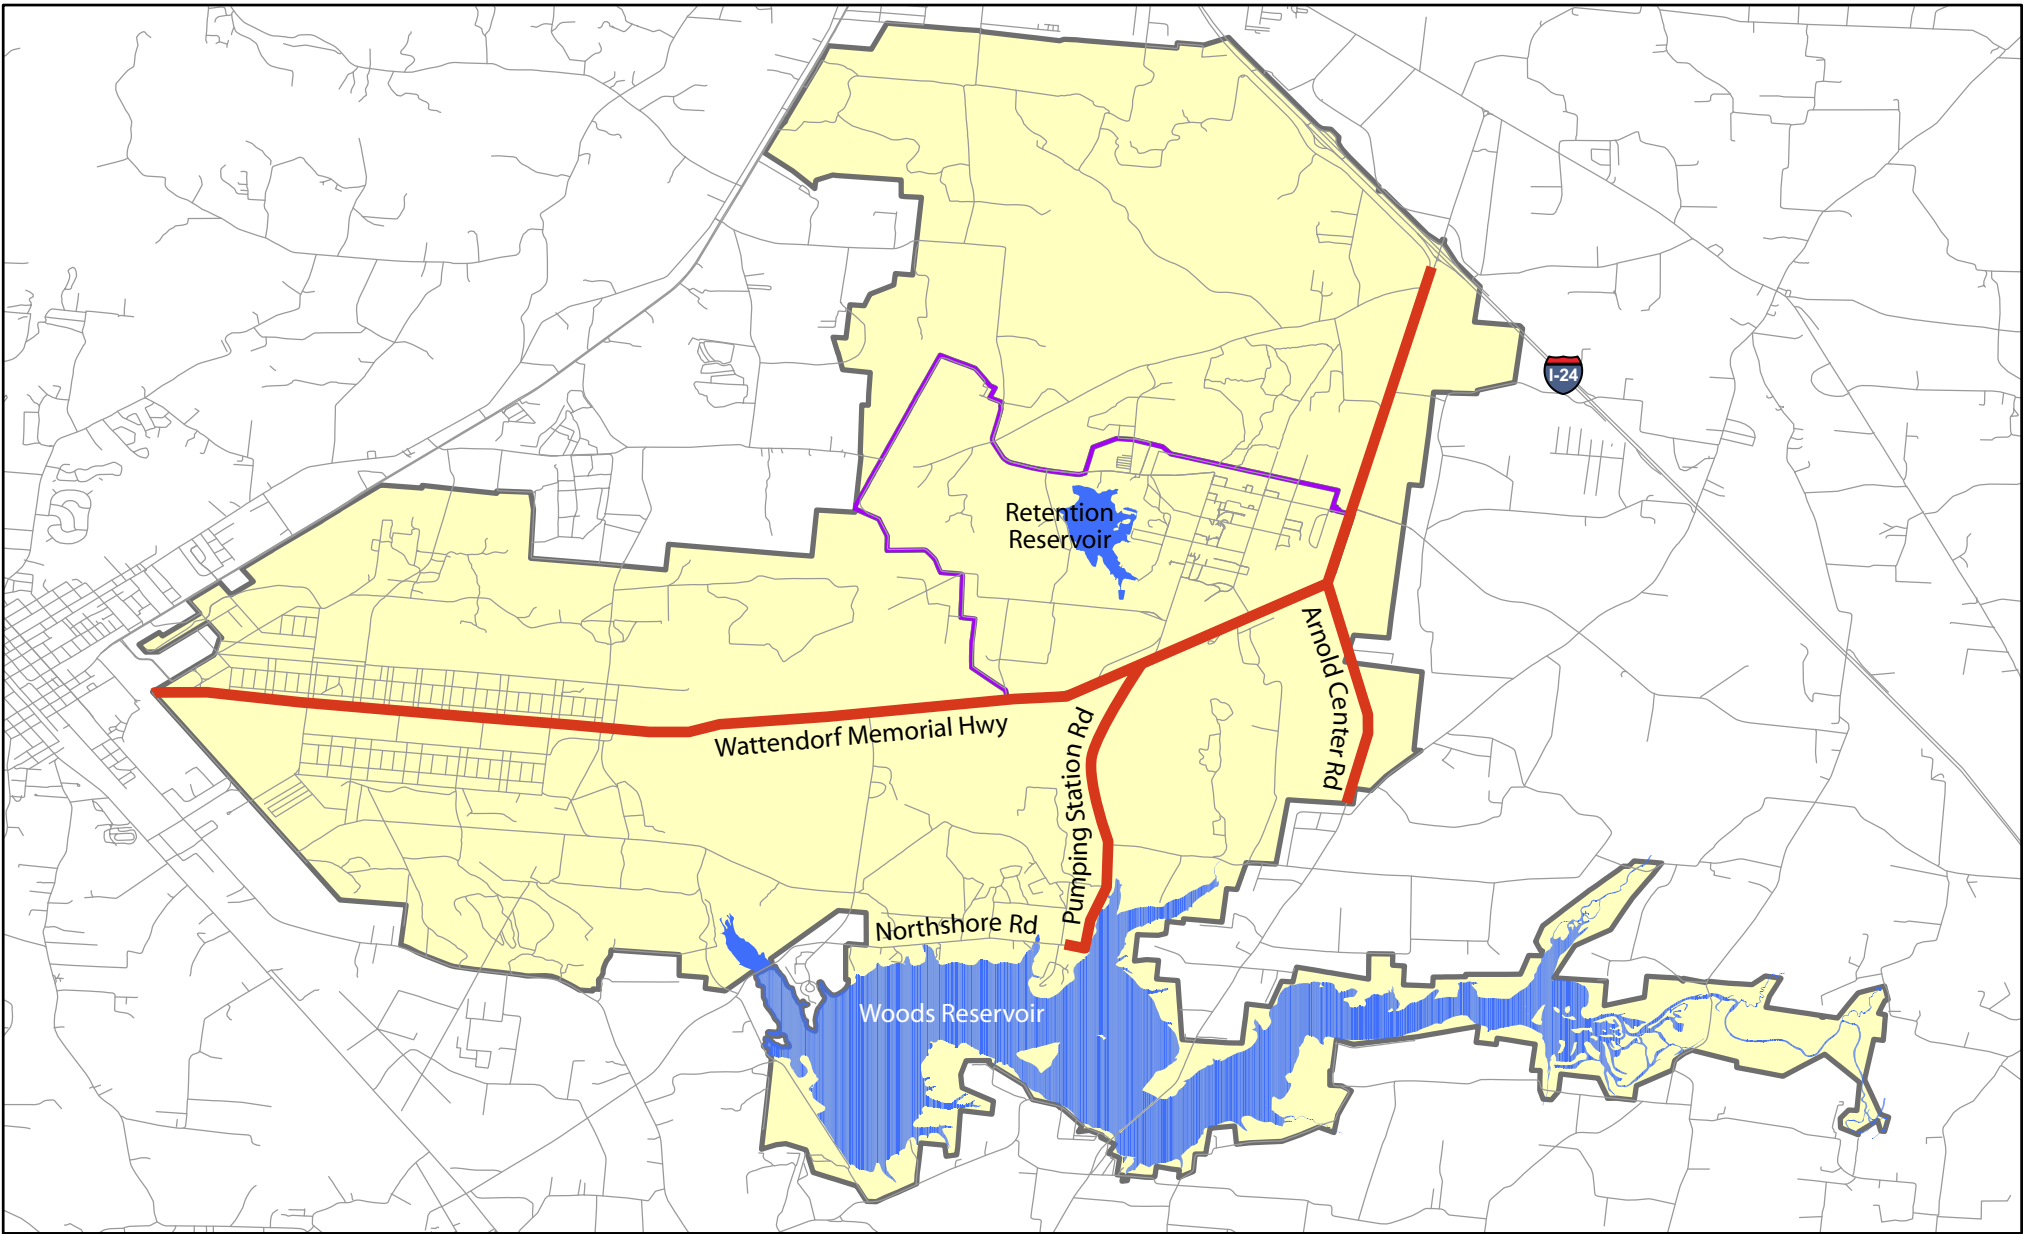 I-24
Retention
Reservoir
Arnold Center Rd
Wattendorf Memorial Hwy
Pumping Station Rd
Northshore Rd
Woods Reservoir